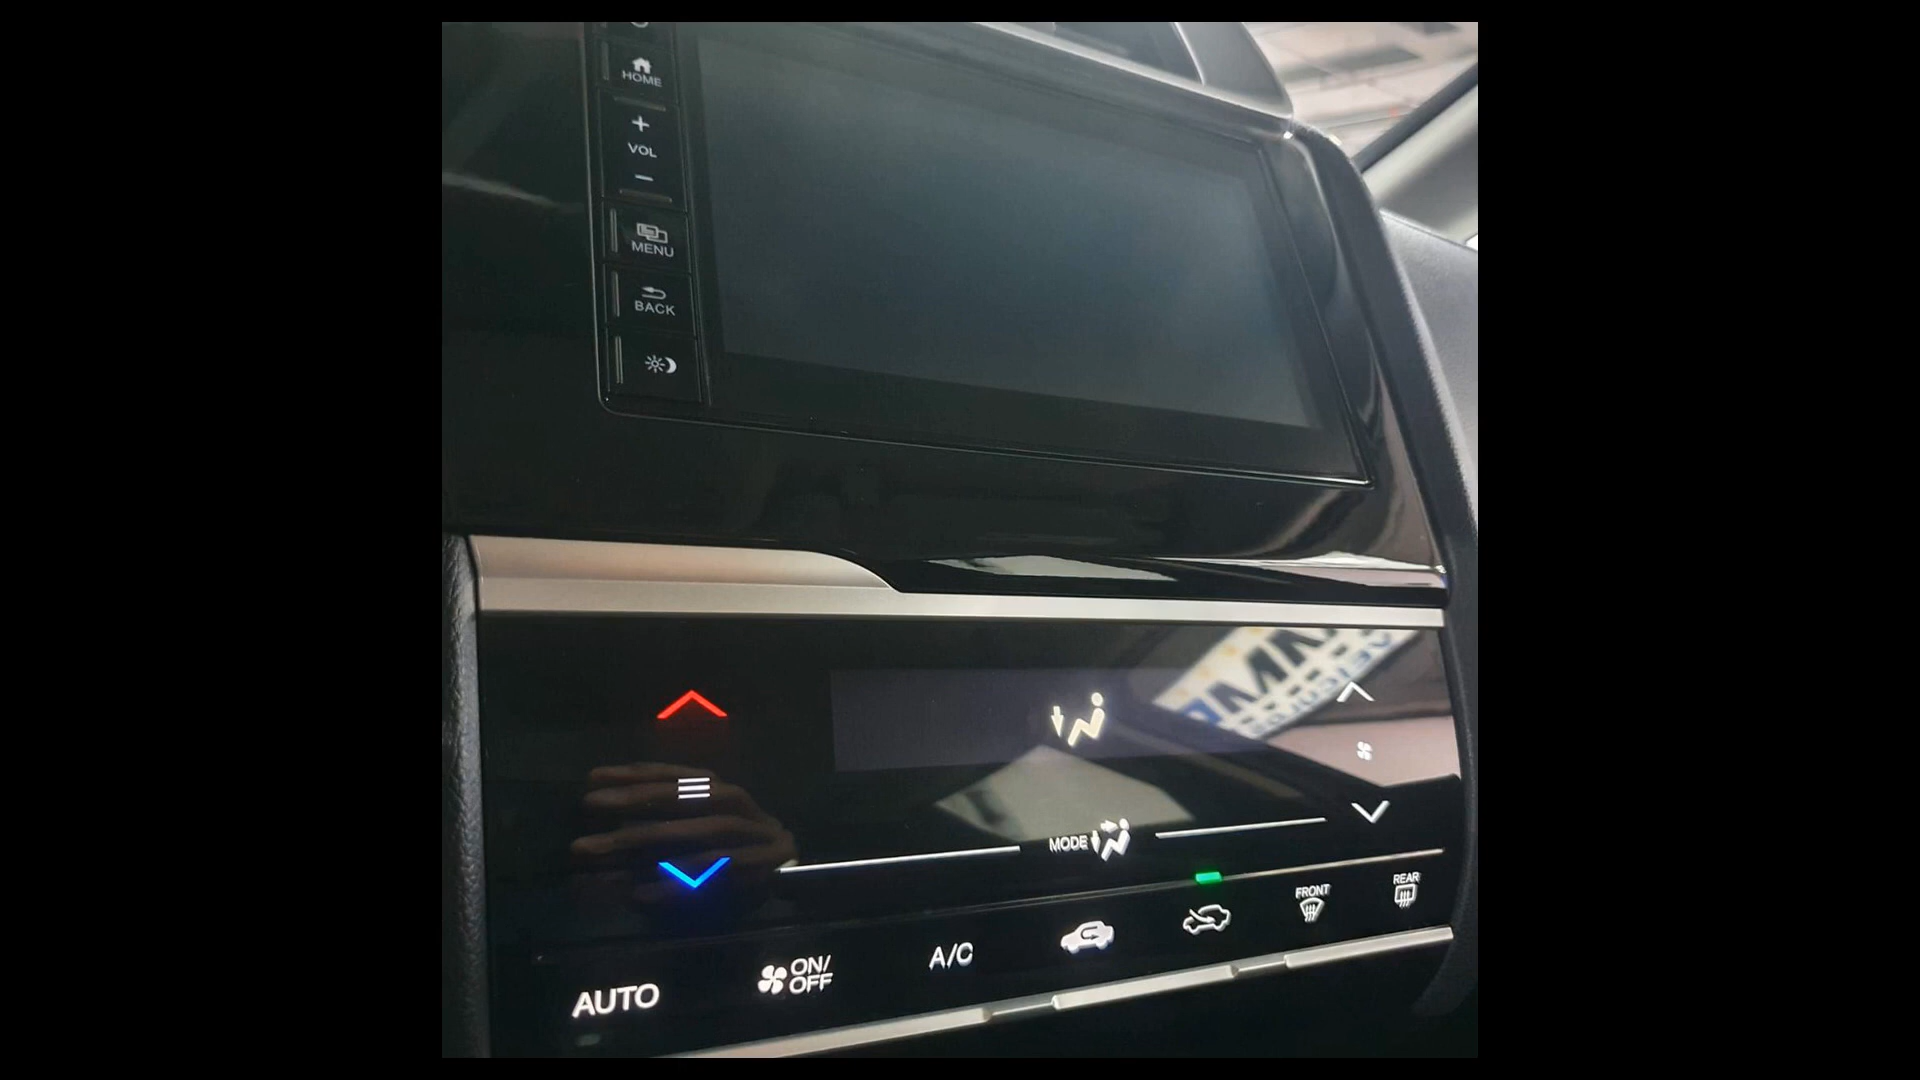 HOME
+
VOL
−
MENU
BACK
MODE
FRONT
REAR
AUTO
ON/
OFF
A/C